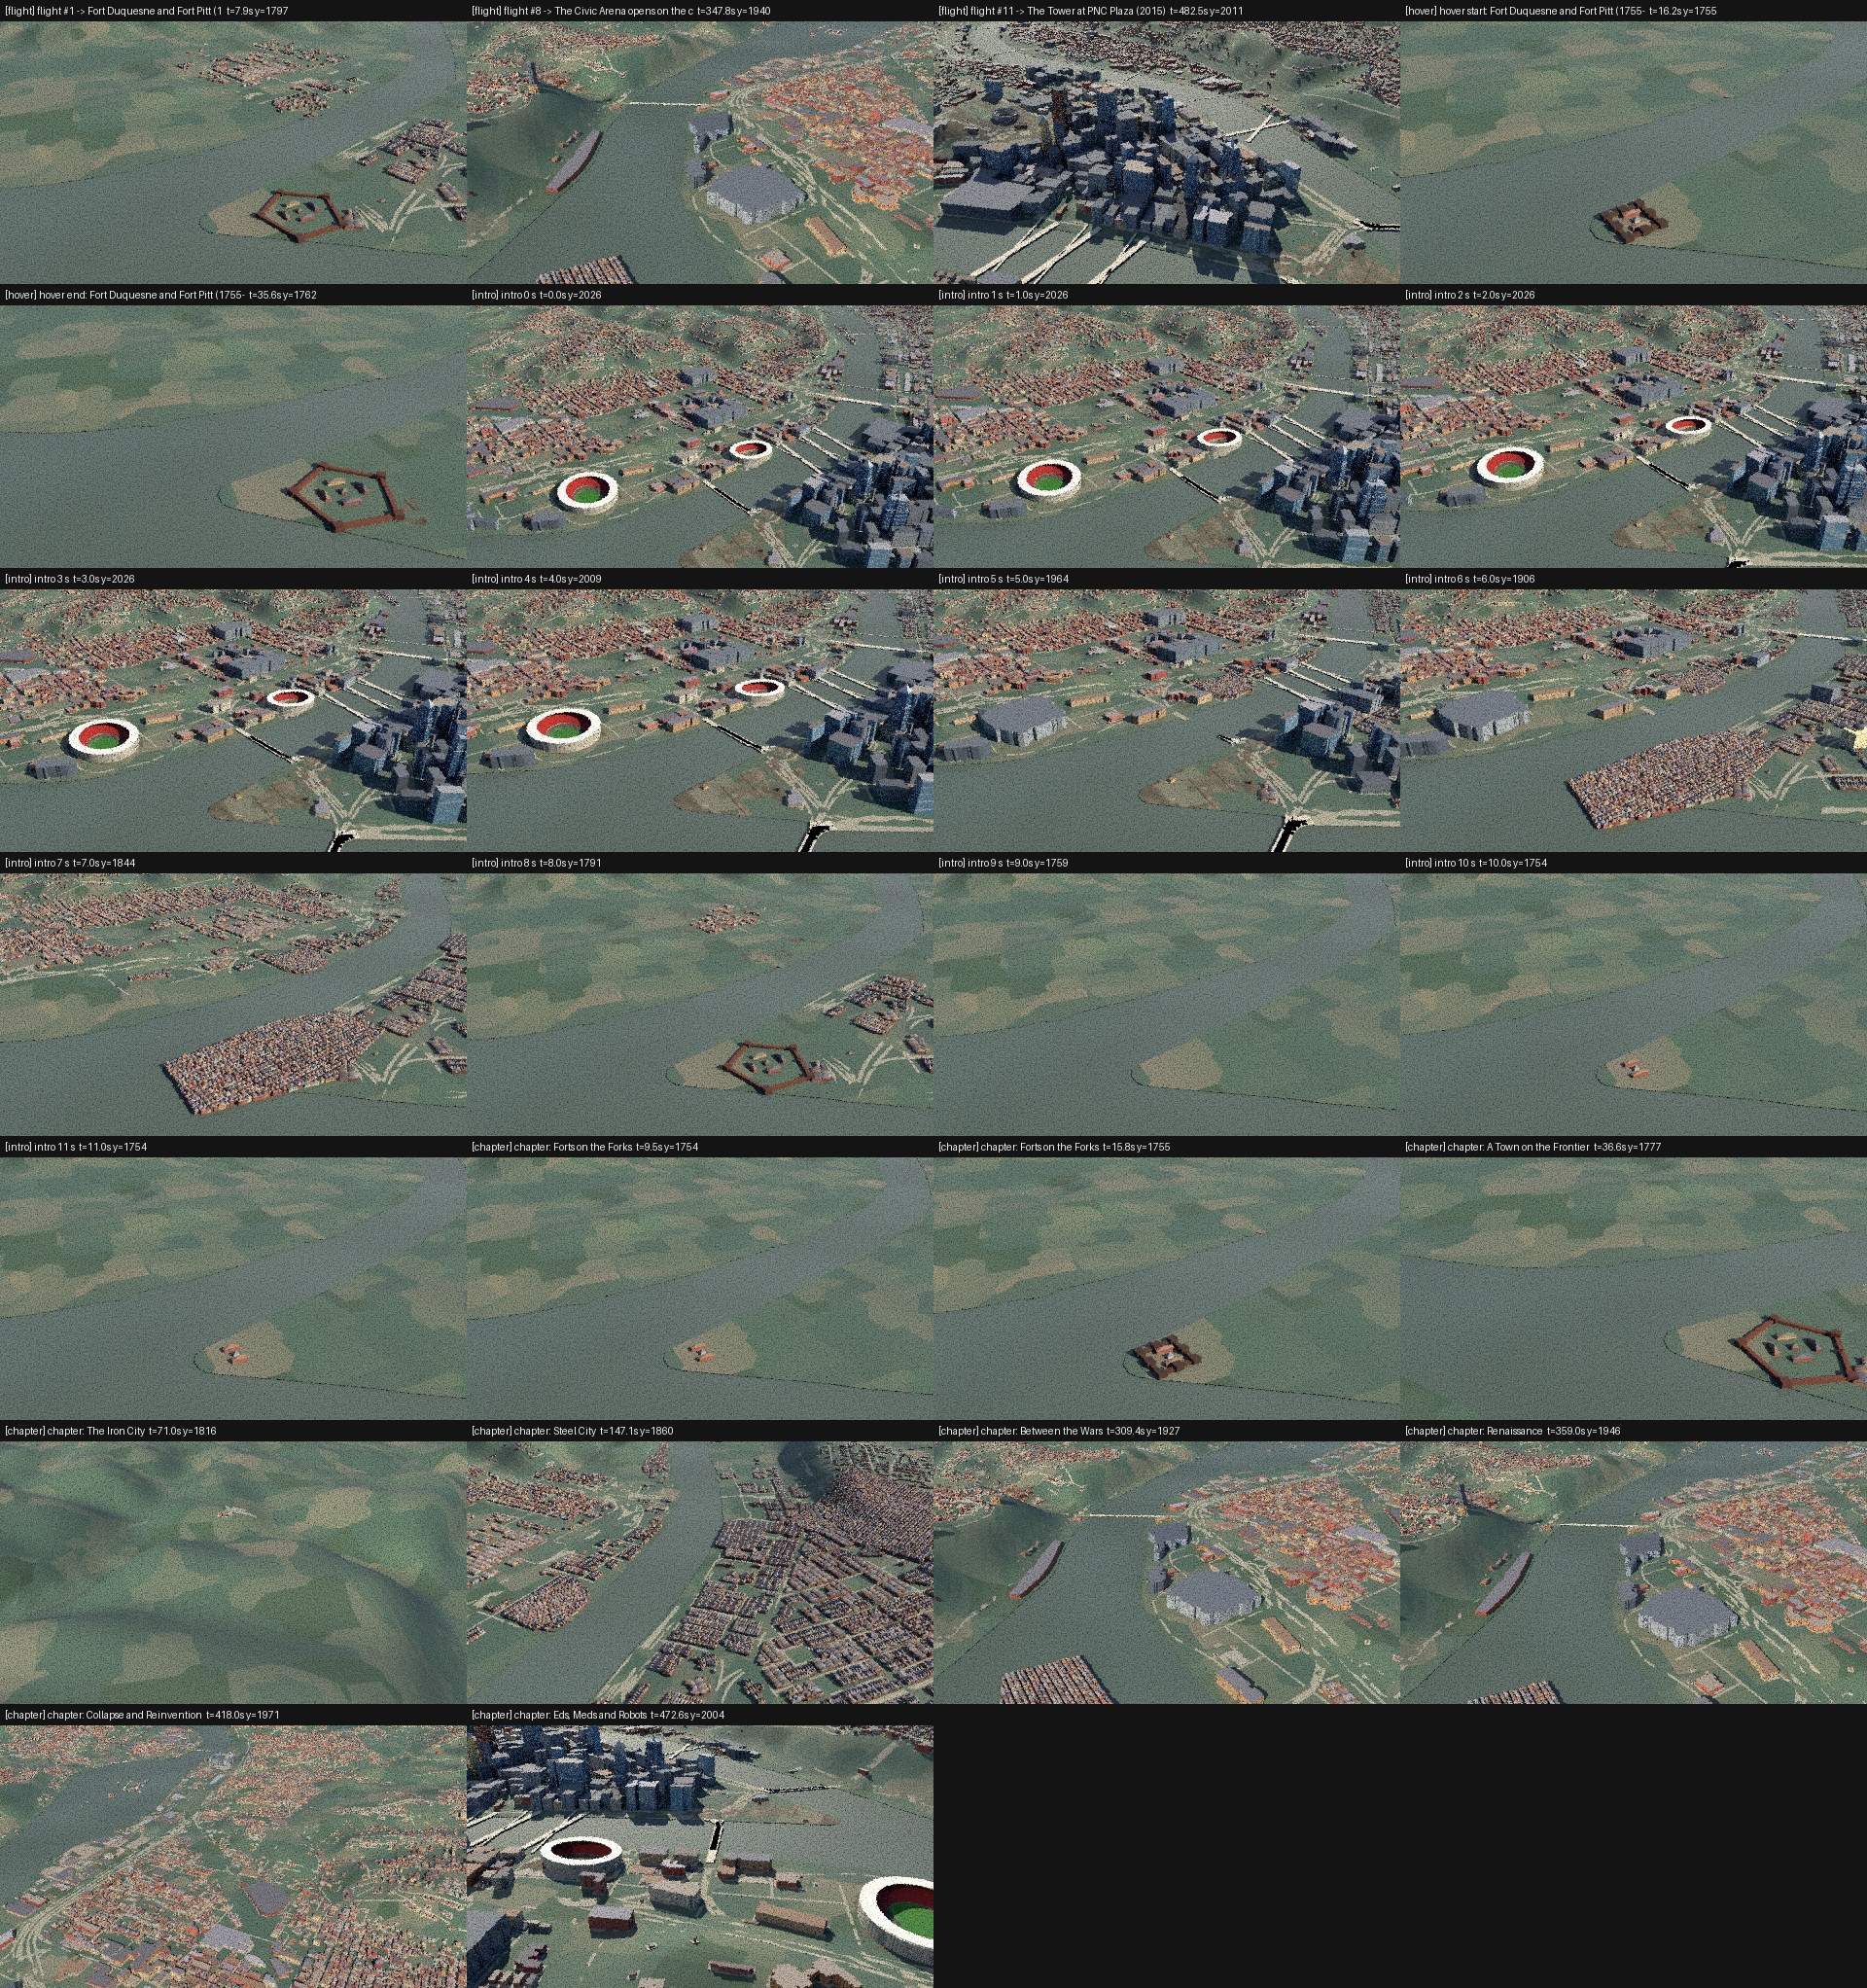 [flight] flight #1 -> Fort Duquesne and Fort Pitt (1 t=7.9s y=1797
[flight] flight #8 -> The Civic Arena opens on the c t=347.8s y=1940
[flight] flight #11 -> The Tower at PNC Plaza (2015) t=482.5s y=2011
[hover] hover start: Fort Duquesne and Fort Pitt (1755- t=16.2s y=1755
[hover] hover end: Fort Duquesne and Fort Pitt (1755- t=35.6s y=1762
[intro] intro 0 s t=0.0s y=2026
[intro] intro 1 s t=1.0s y=2026
[intro] intro 2 s t=2.0s y=2026
[intro] intro 3 s t=3.0s y=2026
[intro] intro 4 s t=4.0s y=2009
[intro] intro 5 s t=5.0s y=1964
[intro] intro 6 s t=6.0s y=1906
[intro] intro 7 s t=7.0s y=1844
[intro] intro 8 s t=8.0s y=1791
[intro] intro 9 s t=9.0s y=1759
[intro] intro 10 s t=10.0s y=1754
[intro] intro 11 s t=11.0s y=1754
[chapter] chapter: Forts on the Forks t=9.5s y=1754
[chapter] chapter: Forts on the Forks t=15.8s y=1755
[chapter] chapter: A Town on the Frontier t=36.6s y=1777
[chapter] chapter: The Iron City t=71.0s y=1816
[chapter] chapter: Steel City t=147.1s y=1860
[chapter] chapter: Between the Wars t=309.4s y=1927
[chapter] chapter: Renaissance t=359.0s y=1946
[chapter] chapter: Collapse and Reinvention t=418.0s y=1971
[chapter] chapter: Eds, Meds and Robots t=472.6s y=2004